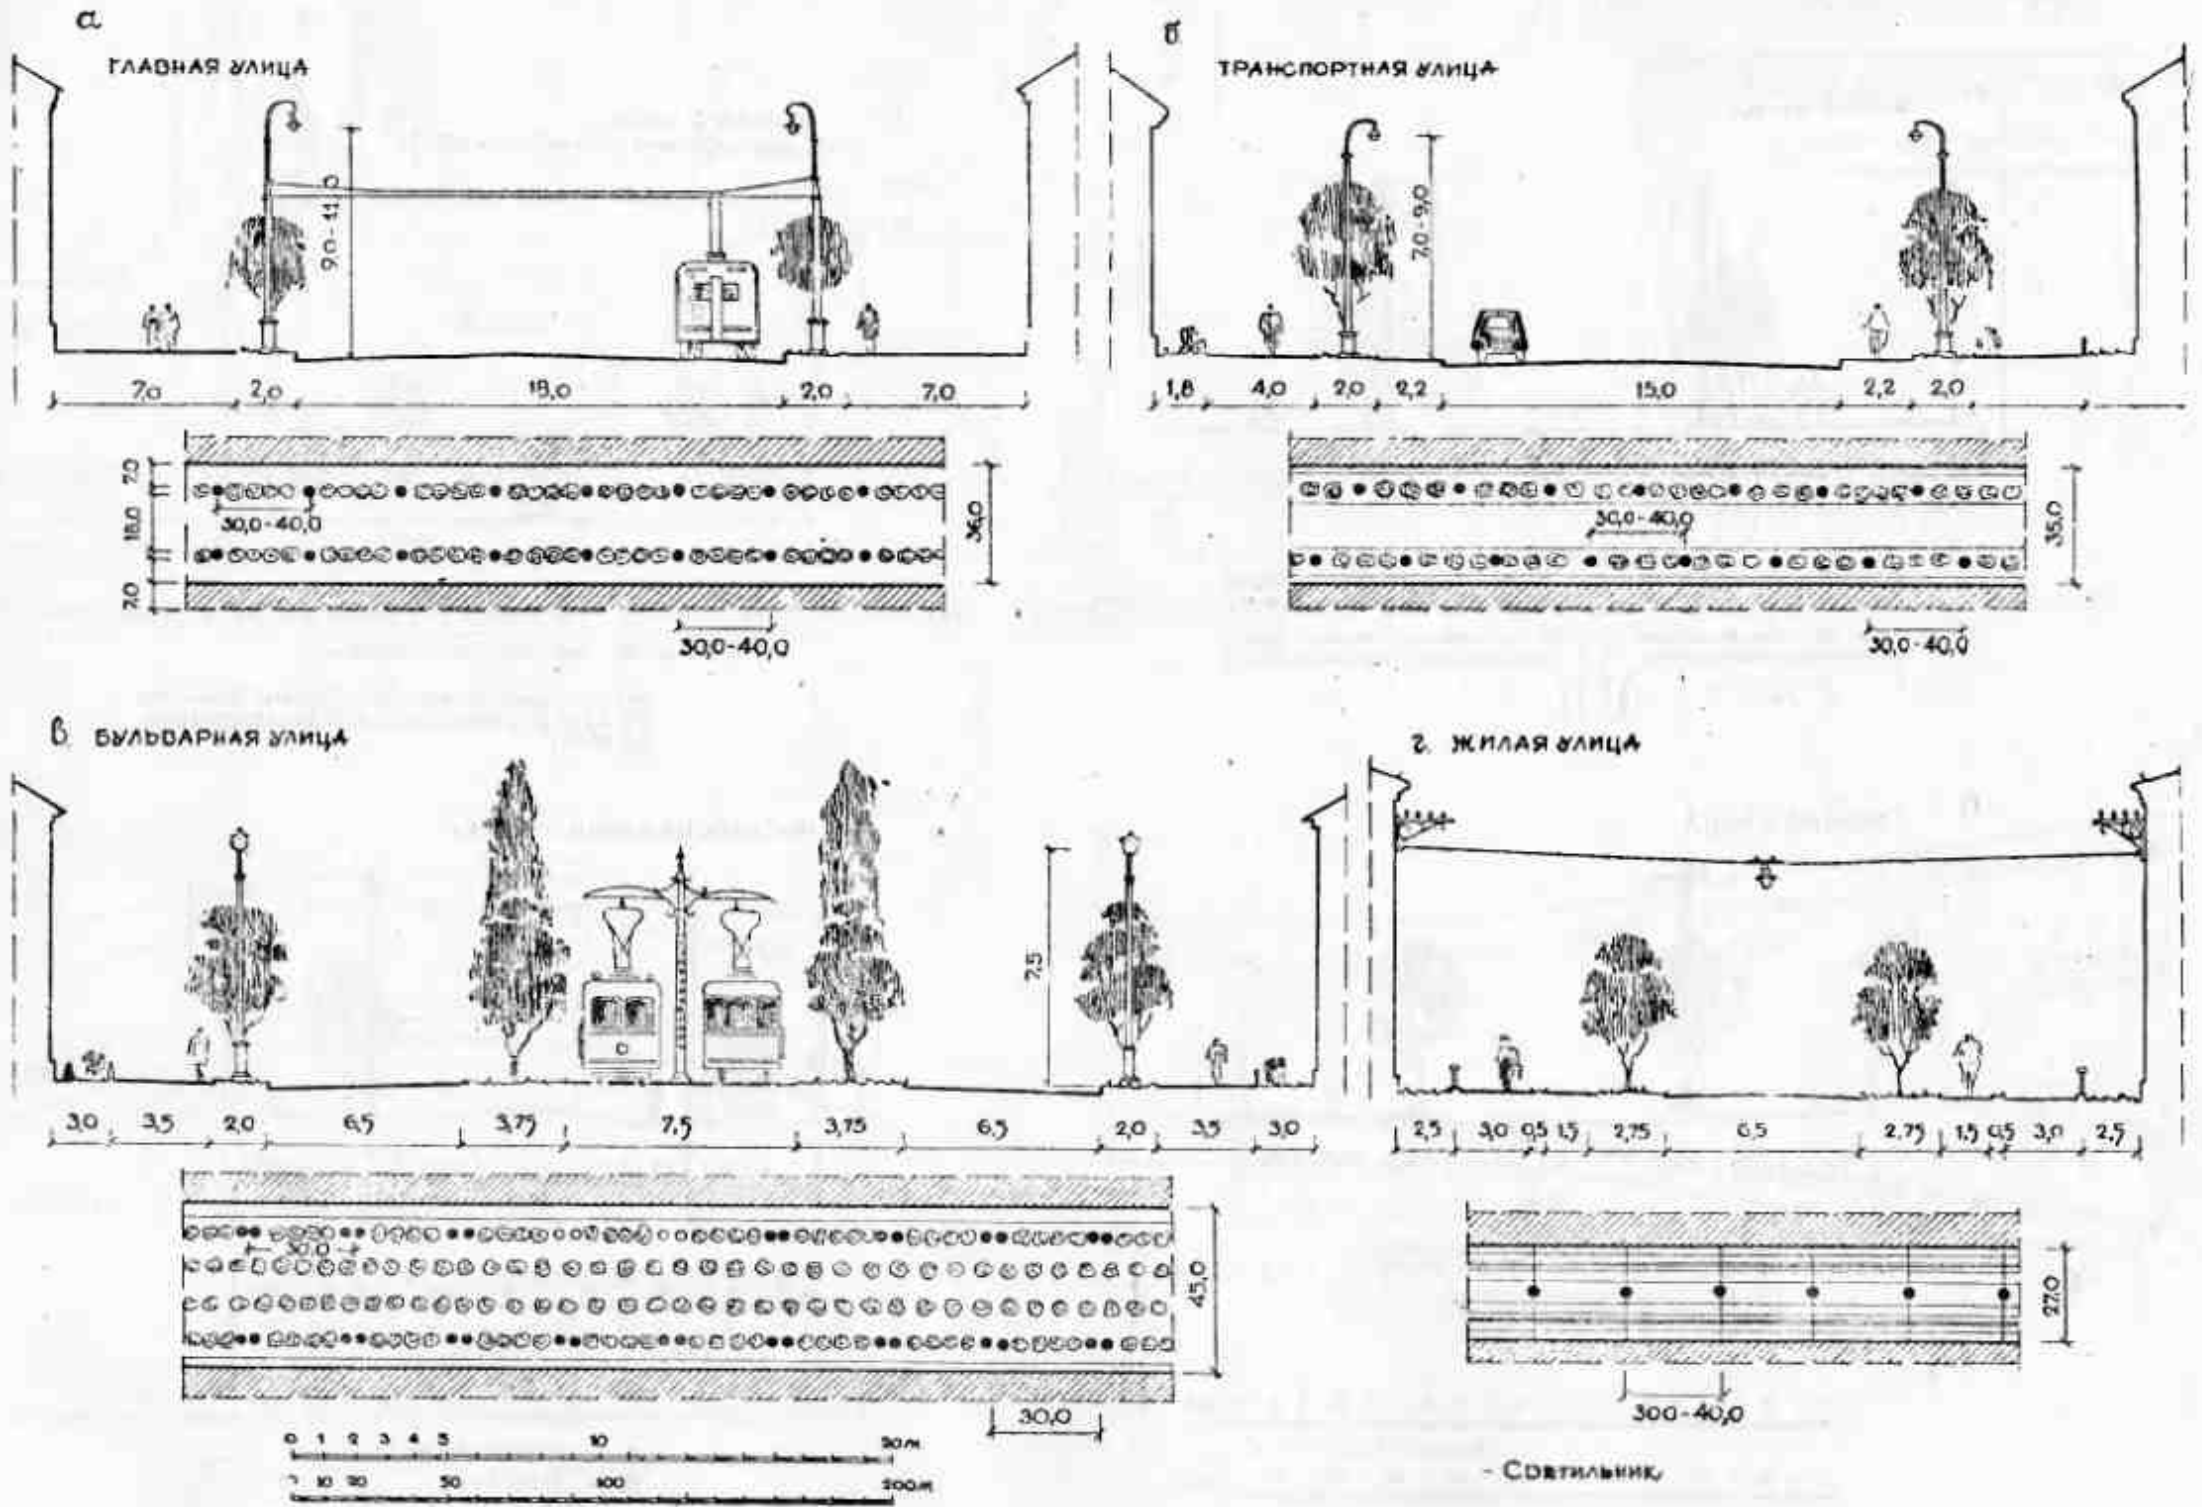 а
ГЛАВНАЯ УЛИЦА
9,0-11,0
7,0 2,0 18,0 2,0 7,0
7,0
18,0
7,0
30,0-40,0
36,0
30,0-40,0
б
ТРАНСПОРТНАЯ УЛИЦА
7,0-9,0
1,8 4,0 2,0 2,2 15,0 2,2 2,0
30,0-40,0
35,0
30,0-40,0
в. БУЛЬВАРНАЯ УЛИЦА
7,5
3,0 3,5 2,0 6,5 3,75 7,5 3,75 6,5 2,0 3,5 3,0
30,0
45,0
30,0
0 1 2 3 4 5 10 20м
0 10 20 50 100 200м
г. ЖИЛАЯ УЛИЦА
2,5 3,0 0,5 1,5 2,75 6,5 2,75 1,5 0,5 3,0 2,5
27,0
300-40,0
- Светильник